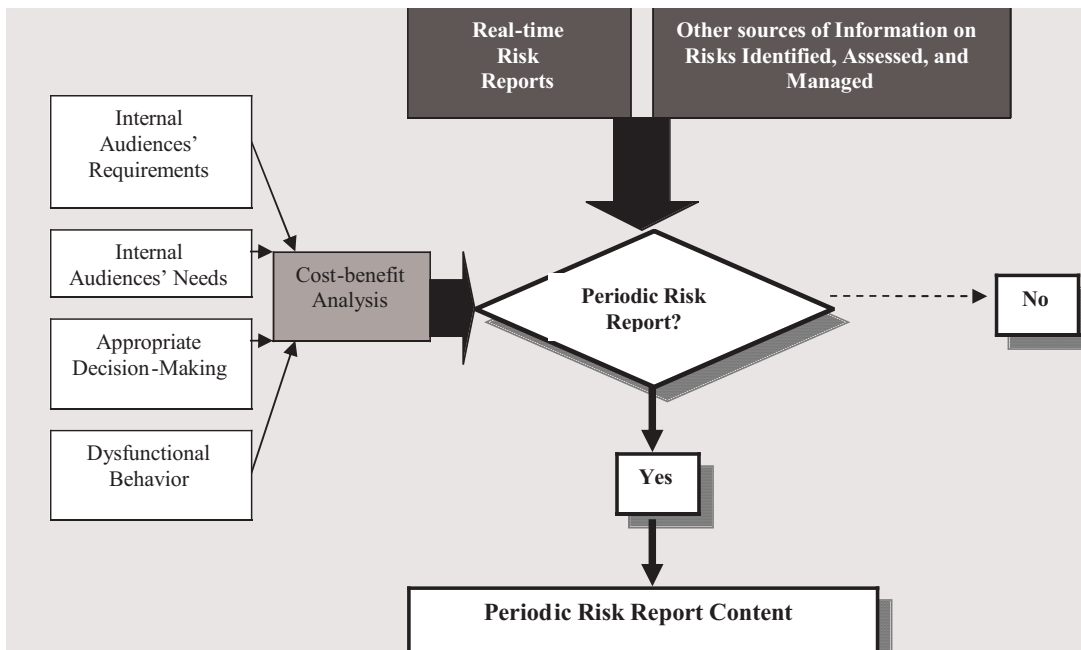 Real-time
Risk
Reports
Other sources of Information on
Risks Identified, Assessed, and
Managed
Internal
Audiences’
Requirements
Internal
Audiences’ Needs
Appropriate
Decision-Making
Dysfunctional
Behavior
Cost-benefit
Analysis
Periodic Risk
Report?
No
Yes
Periodic Risk Report Content